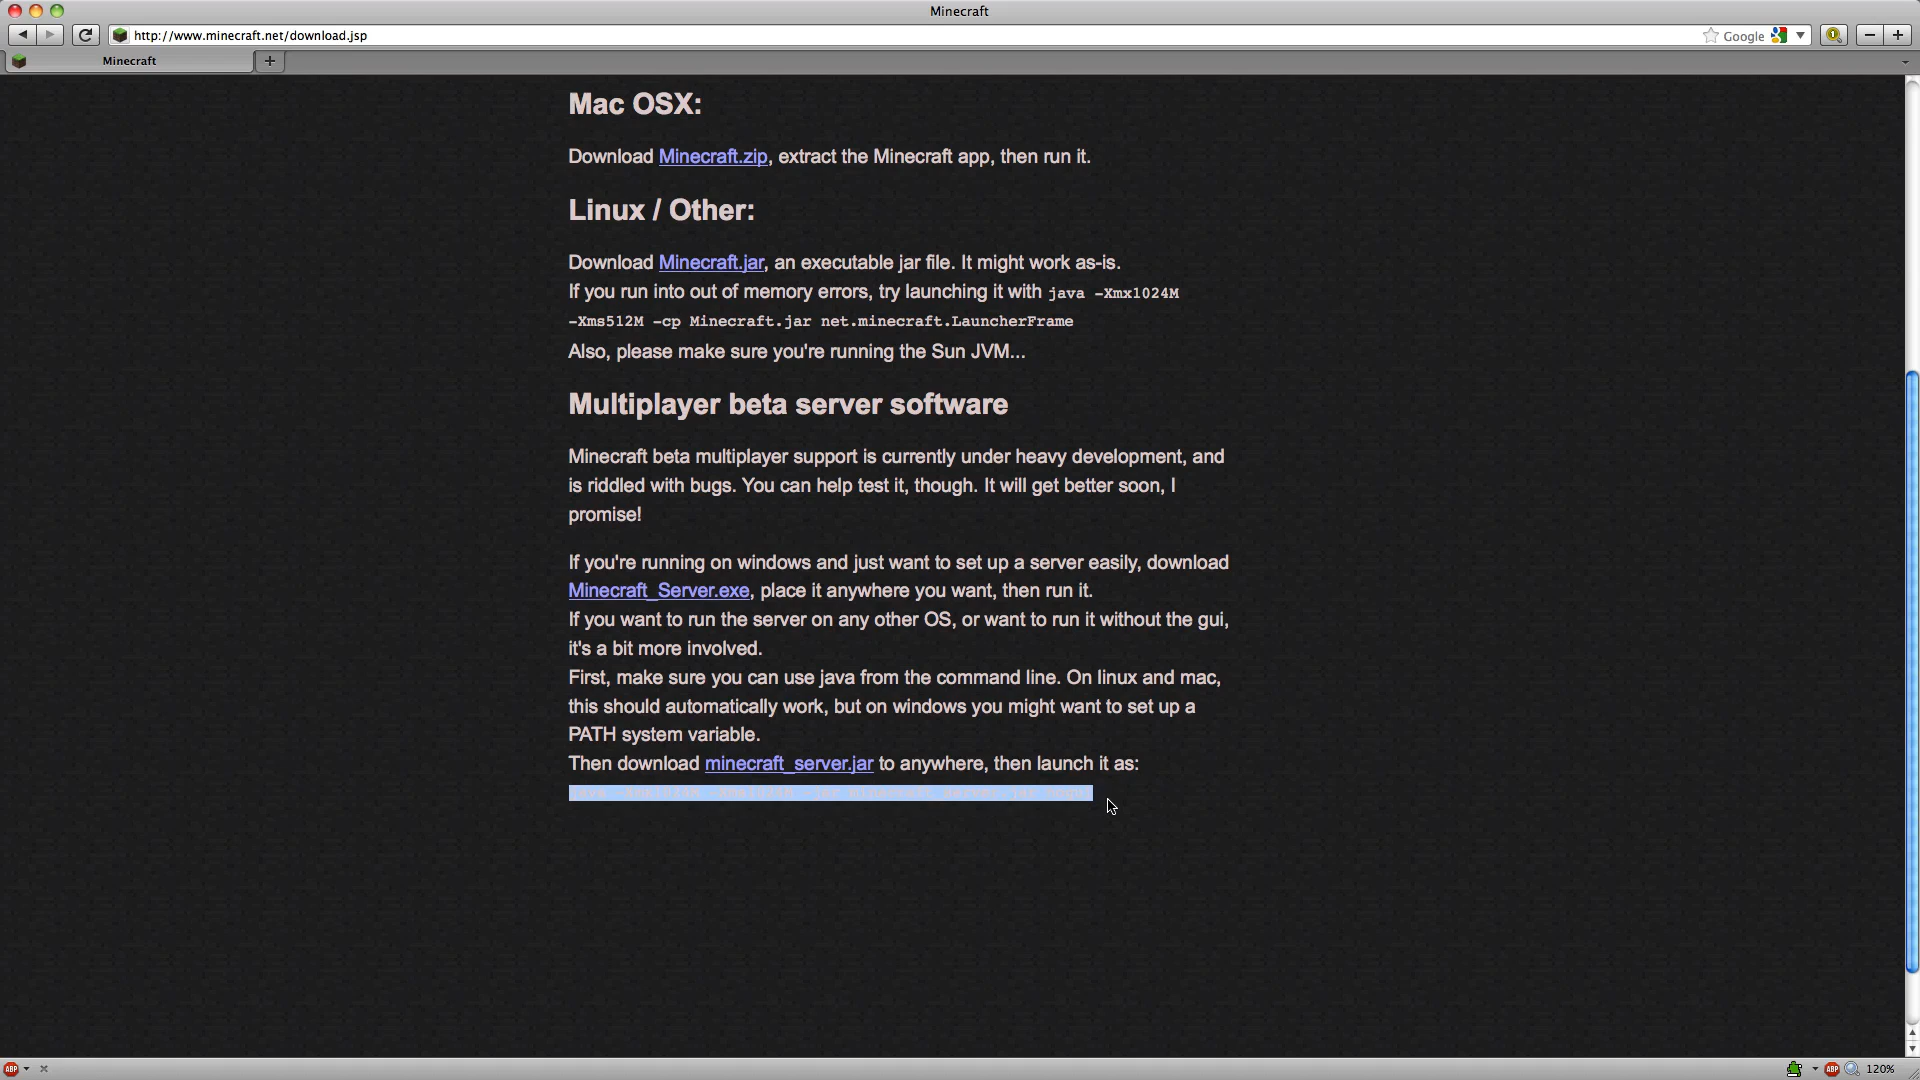 Minecraft
http://www.minecraft.net/download.jsp
Google
Minecraft
Mac OSX:
Download Minecraft.zip, extract the Minecraft app, then run it.
Linux / Other:
Download Minecraft.jar, an executable jar file. It might work as-is.
If you run into out of memory errors, try launching it with java -Xmx1024M
-Xms512M -cp Minecraft.jar net.minecraft.LauncherFrame
Also, please make sure you're running the Sun JVM...
Multiplayer beta server software
Minecraft beta multiplayer support is currently under heavy development, and
is riddled with bugs. You can help test it, though. It will get better soon, I
promise!
If you're running on windows and just want to set up a server easily, download
Minecraft_Server.exe, place it anywhere you want, then run it.
If you want to run the server on any other OS, or want to run it without the gui,
it's a bit more involved.
First, make sure you can use java from the command line. On linux and mac,
this should automatically work, but on windows you might want to set up a
PATH system variable.
Then download minecraft_server.jar to anywhere, then launch it as:
ABP
ABP
120%